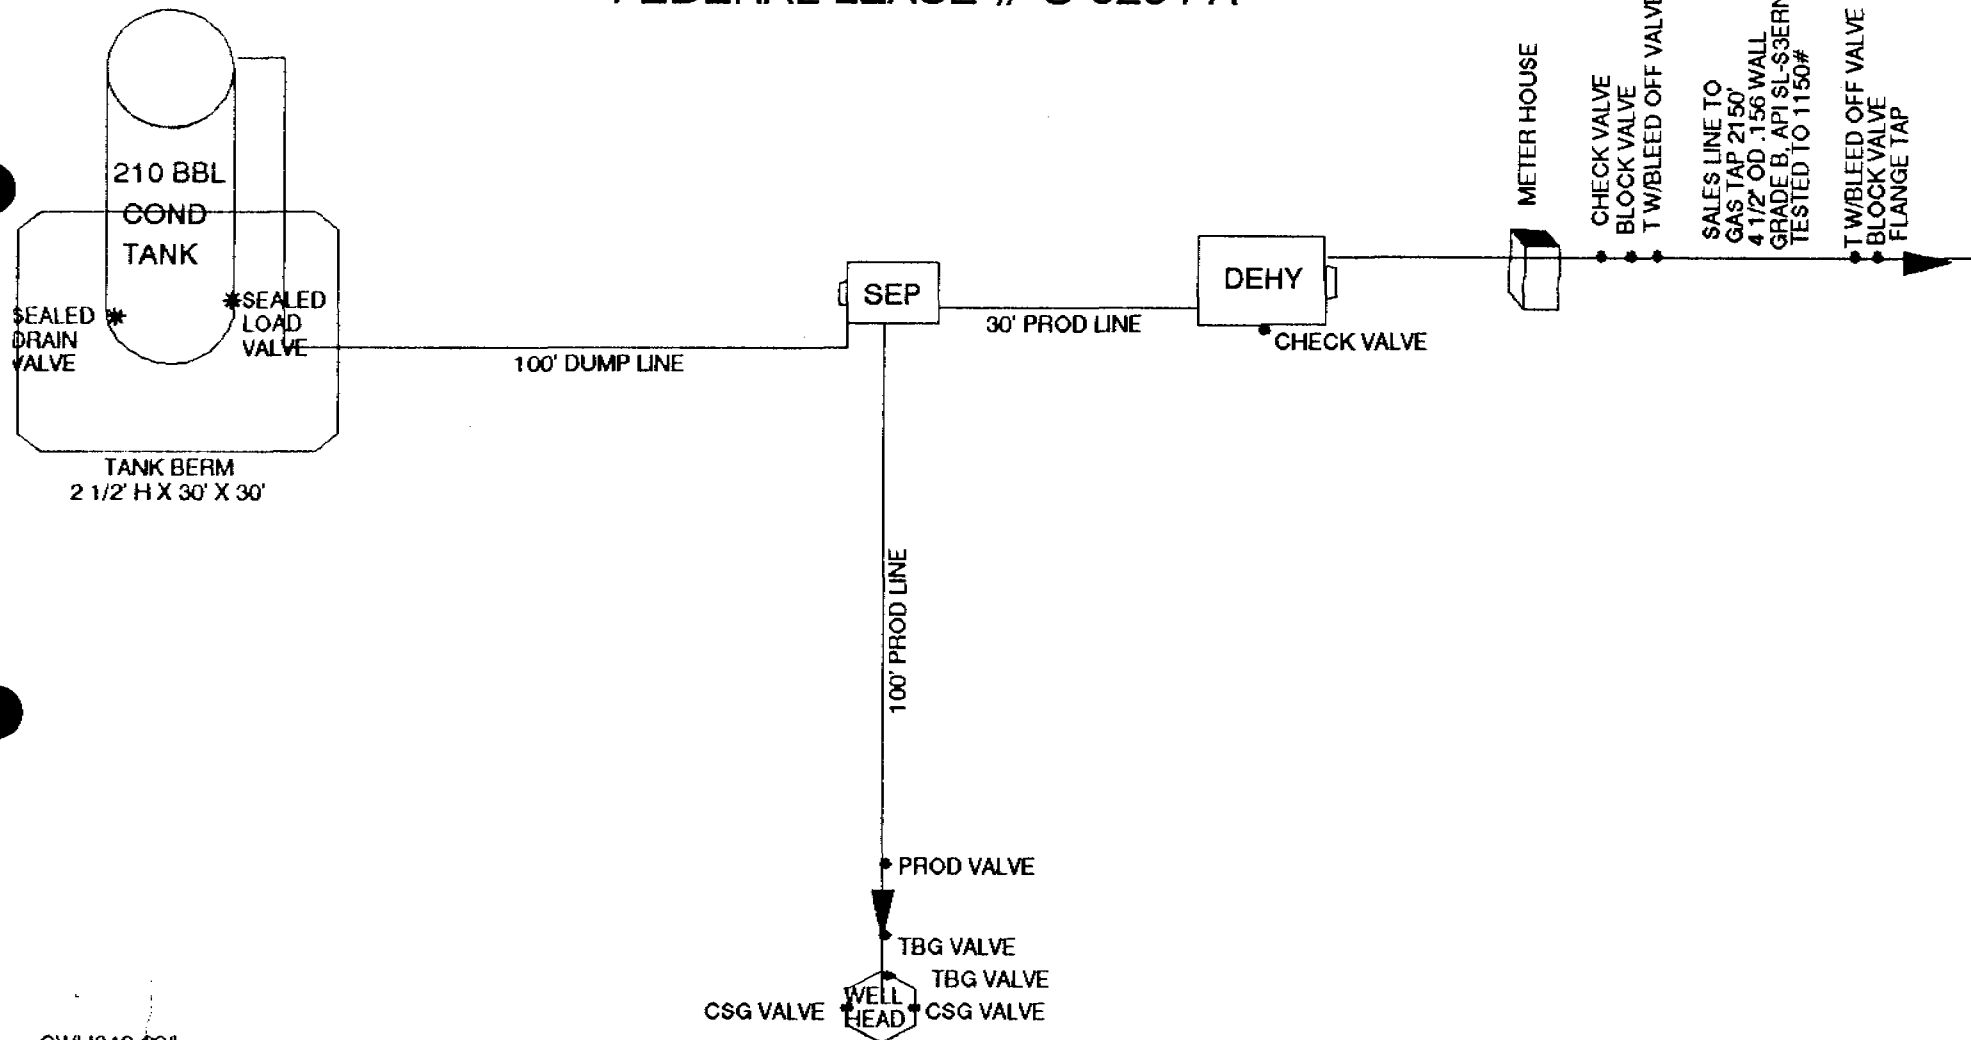 FEDERAL LEASE #
210 BBL
COND
TANK
SEALED
DRAIN
VALVE
SEALED
LOAD
VALVE
TANK BERM
2 1/2' H X 30' X 30'
100' DUMP LINE
SEP
30' PROD LINE
DEHY
CHECK VALVE
METER HOUSE
CHECK VALVE
BLOCK VALVE
T W/BLEED OFF VALVE
SALES LINE TO
GAS TAP 2150'
4 1/2" OD .156 WALL
GRADE B, API SL-S3ERN
TESTED TO 1150#
T W/BLEED OFF VALVE
BLOCK VALVE
FLANGE TAP
100' PROD LINE
PROD VALVE
TBG VALVE
TBG VALVE
CSG VALVE
WELL
HEAD
CSG VALVE